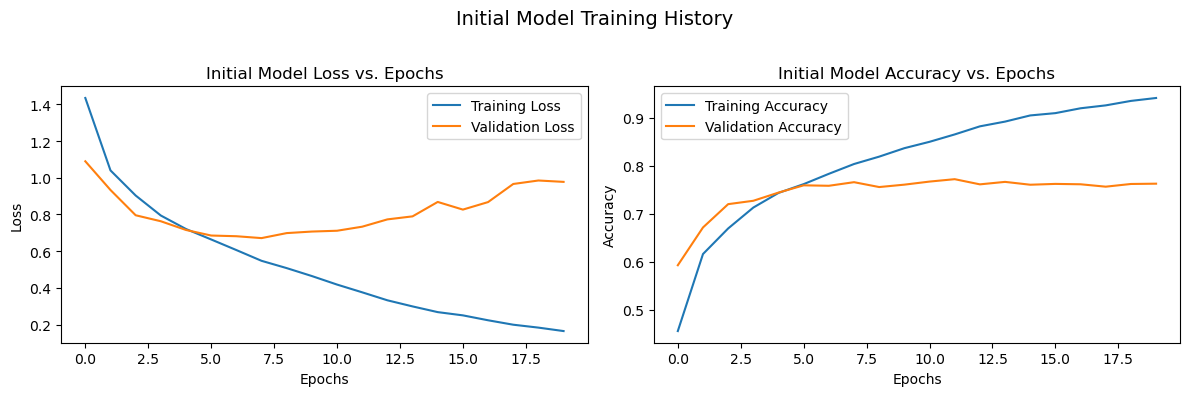 Initial Model Training History
Initial Model Loss vs. Epochs
Training Loss
Validation Loss
1.4
1.2
1.0
0.8
0.6
0.4
0.2
Loss
0.0 2.5 5.0 7.5 10.0 12.5 15.0 17.5
Epochs
Initial Model Accuracy vs. Epochs
Training Accuracy
Validation Accuracy
0.9
0.8
0.7
0.6
0.5
Accuracy
0.0 2.5 5.0 7.5 10.0 12.5 15.0 17.5
Epochs